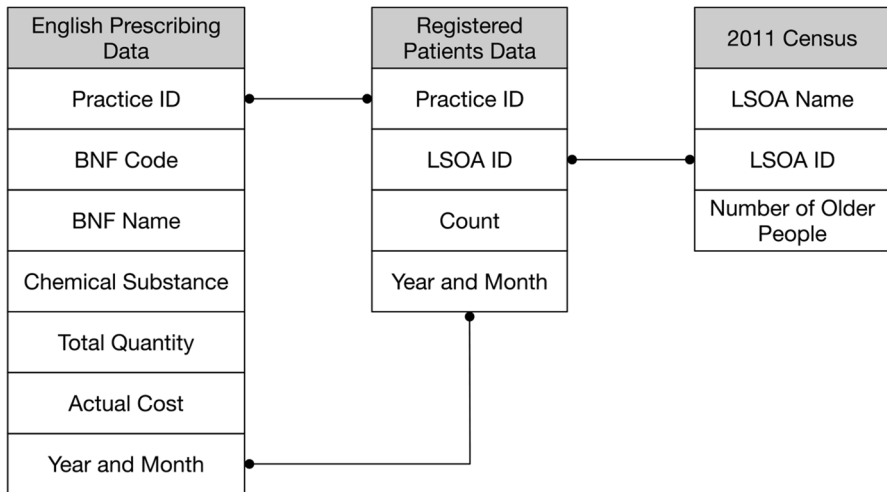 English Prescribing
Data
Practice ID
BNF Code
BNF Name
Chemical Substance
Total Quantity
Actual Cost
Year and Month
Registered
Patients Data
Practice ID
LSOA ID
Count
Year and Month
2011 Census
LSOA Name
LSOA ID
Number of Older
People